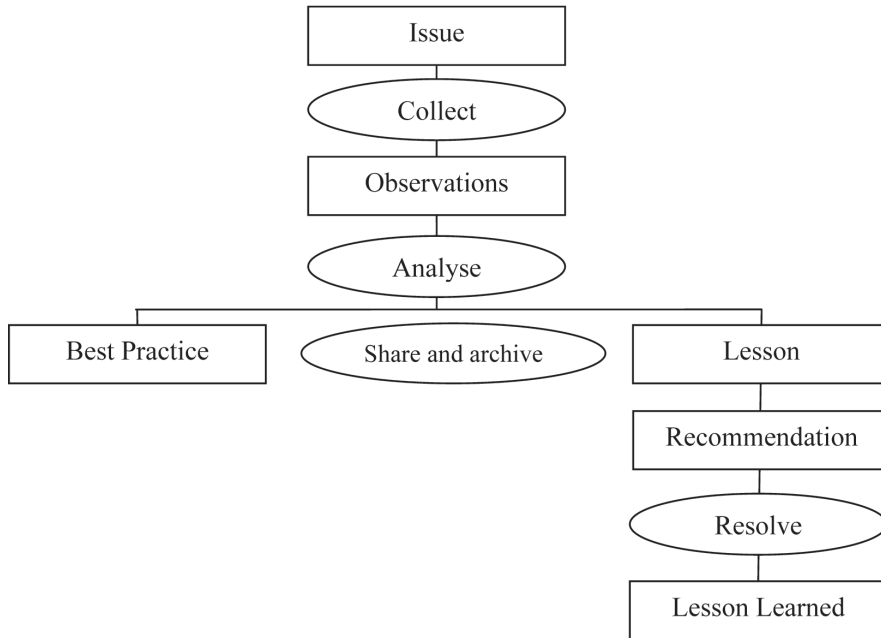 Issue
Collect
Observations
Analyse
Best Practice
Share and archive
Lesson
Recommendation
Resolve
Lesson Learned